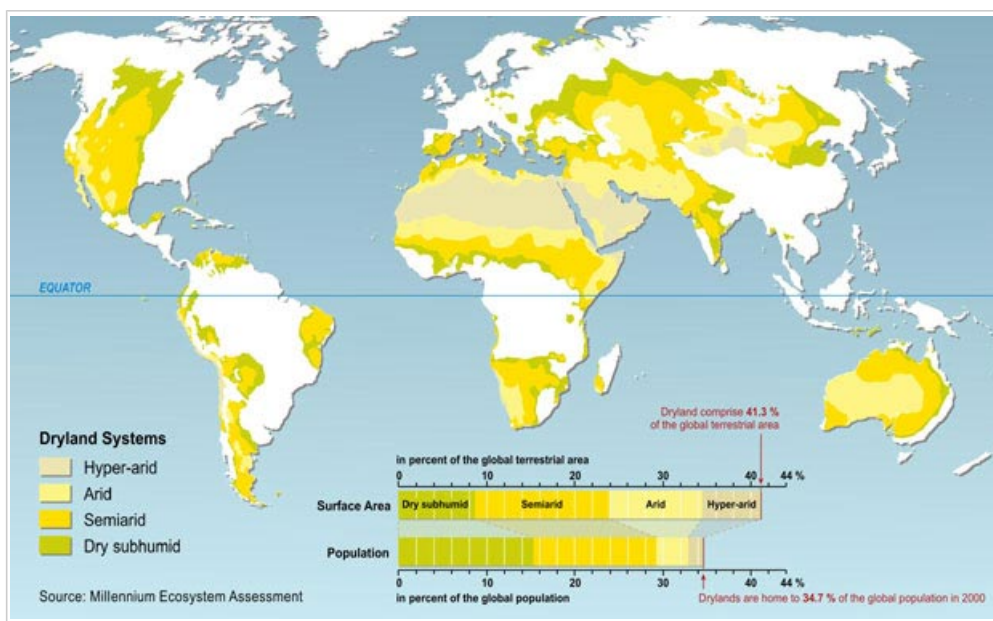 EQUATOR
Dryland Systems
Hyper-arid
Arid
Semiarid
Dry subhumid
Source: Millennium Ecosystem Assessment
Dryland comprise 41.3 %
of the global terrestrial area
in percent of the global terrestrial area
0 10 20 30 40 44 %
Surface Area Dry subhumid Semiarid Arid Hyper-arid
Population
0 10 20 30 40 44 %
in percent of the global population
Drylands are home to 34.7 % of the global population in 2000